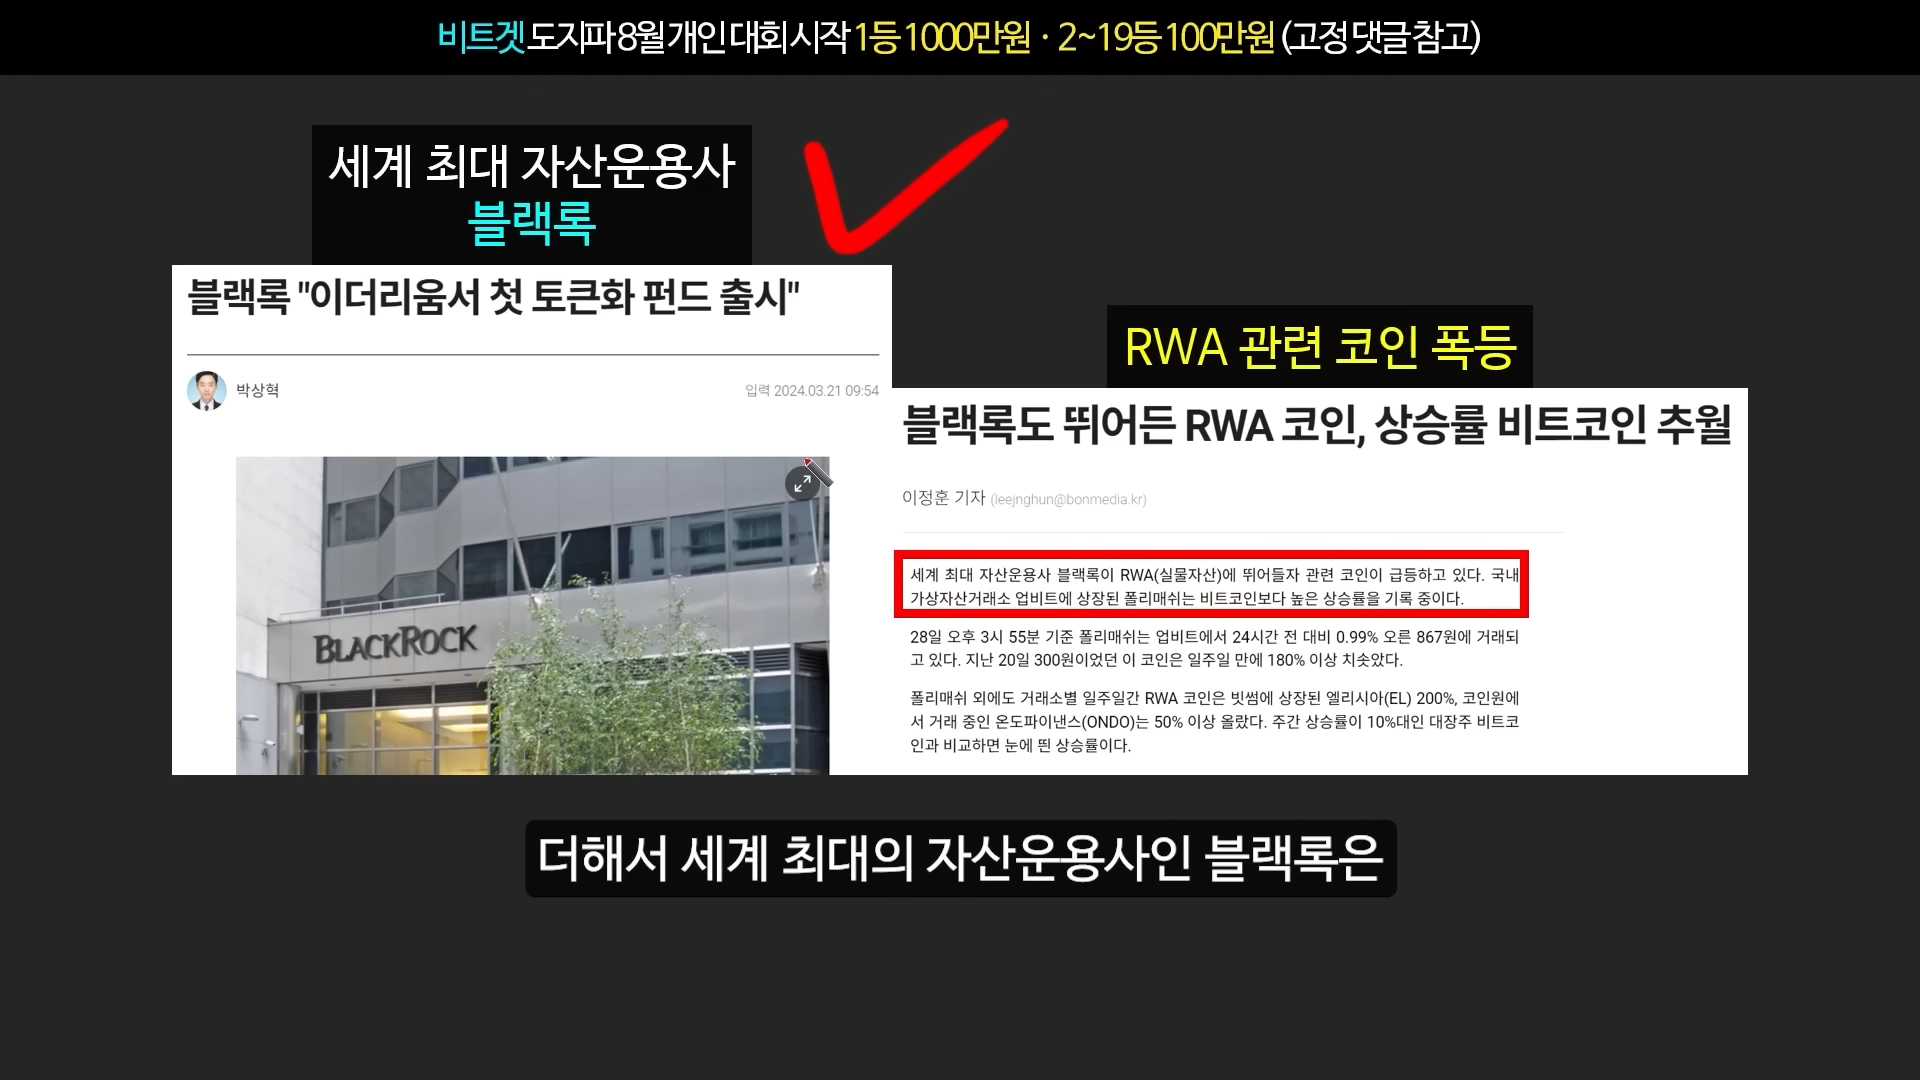 비트겟 도지파 8월 개인 대회 시작 1등 1000만원 · 2~19등 100만원 (고정 댓글 참고)
세계 최대 자산운용사
블랙록
블랙록 "이더리움서 첫 토큰화 펀드 출시"
박상혁
입력 2024.03.21 09:54
BLACKROCK
RWA 관련 코인 폭등
블랙록도 뛰어든 RWA 코인, 상승률 비트코인 추월
이정훈 기자 (leejnghun@bonmedia.kr)
세계 최대 자산운용사 블랙록이 RWA(실물자산)에 뛰어들자 관련 코인이 급등하고 있다. 국내
가상자산거래소 업비트에 상장된 폴리매쉬는 비트코인보다 높은 상승률을 기록 중이다.
28일 오후 3시 55분 기준 폴리매쉬는 업비트에서 24시간 전 대비 0.99% 오른 867원에 거래되
고 있다. 지난 20일 300원이었던 이 코인은 일주일 만에 180% 이상 치솟았다.
폴리매쉬 외에도 거래소별 일주일간 RWA 코인은 빗썸에 상장된 엘리시아(EL) 200%, 코인원에
서 거래 중인 온도파이낸스(ONDO)는 50% 이상 올랐다. 주간 상승률이 10%대인 대장주 비트코
인과 비교하면 눈에 띈 상승률이다.
더해서 세계 최대의 자산운용사인 블랙록은